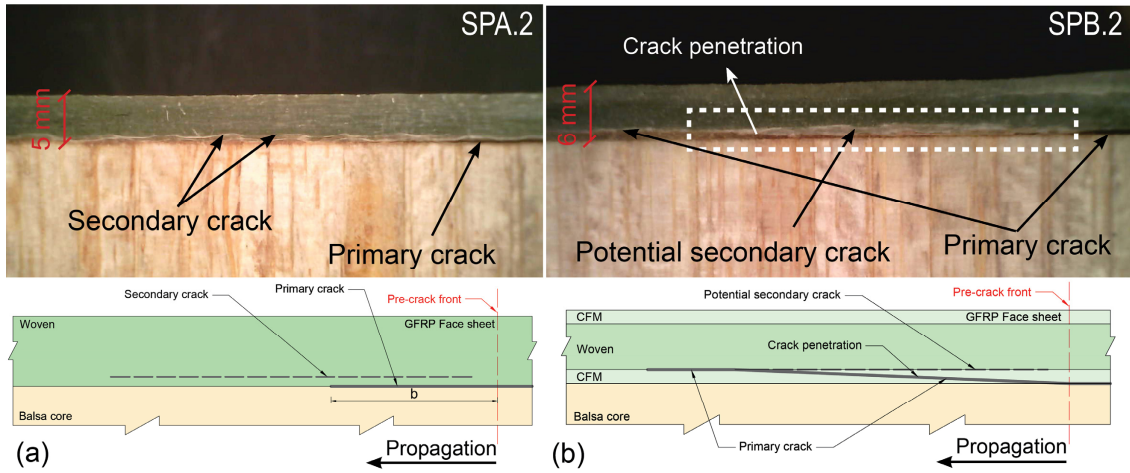 SPA.2
5 mm
Secondary crack
Primary crack
SPB.2
Crack penetration
6 mm
Potential secondary crack
Primary crack
Secondary crack
Primary crack
Pre-crack front
Woven
GFRP Face sheet
b
Balsa core
(a)
Propagation
Potential secondary crack
Pre-crack front
CFM
GFRP Face sheet
Woven
Crack penetration
CFM
Balsa core
Primary crack
(b)
Propagation